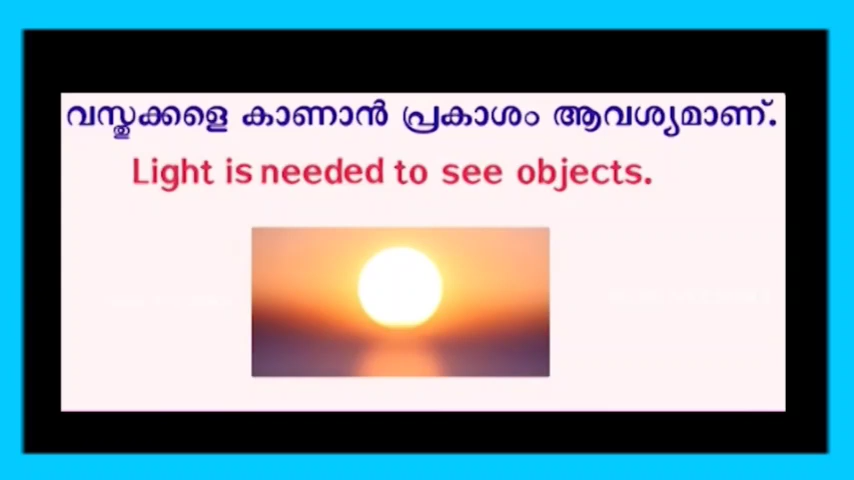 വസ്തുക്കളെ കാണാൻ പ്രകാശം ആവശ്യമാണ്.
Light is needed to see objects.